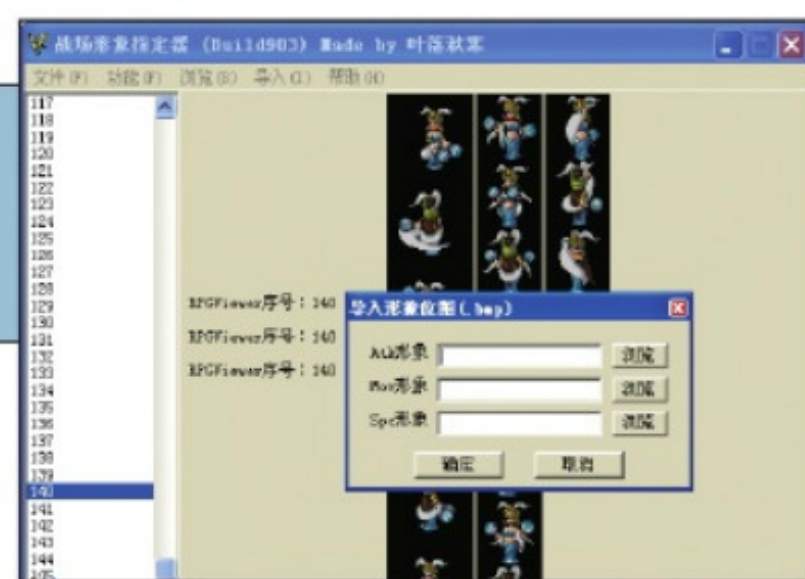 战场形象指定器 (Build903) Made by 叶落秋寒
文件(F) 功能(F) 浏览(B) 导入(I) 帮助(H)
117
118
119
120
121
122
123
124
125
126
127
128
129
130
131
132
133
134
135
136
137
138
139
140
141
142
143
144
145
RPGViewer序号：140
RPGViewer序号：140
RPGViewer序号：140
导入形象位图(.bmp)
Atk形象 浏览
Mov形象 浏览
Spc形象 浏览
确定 取消